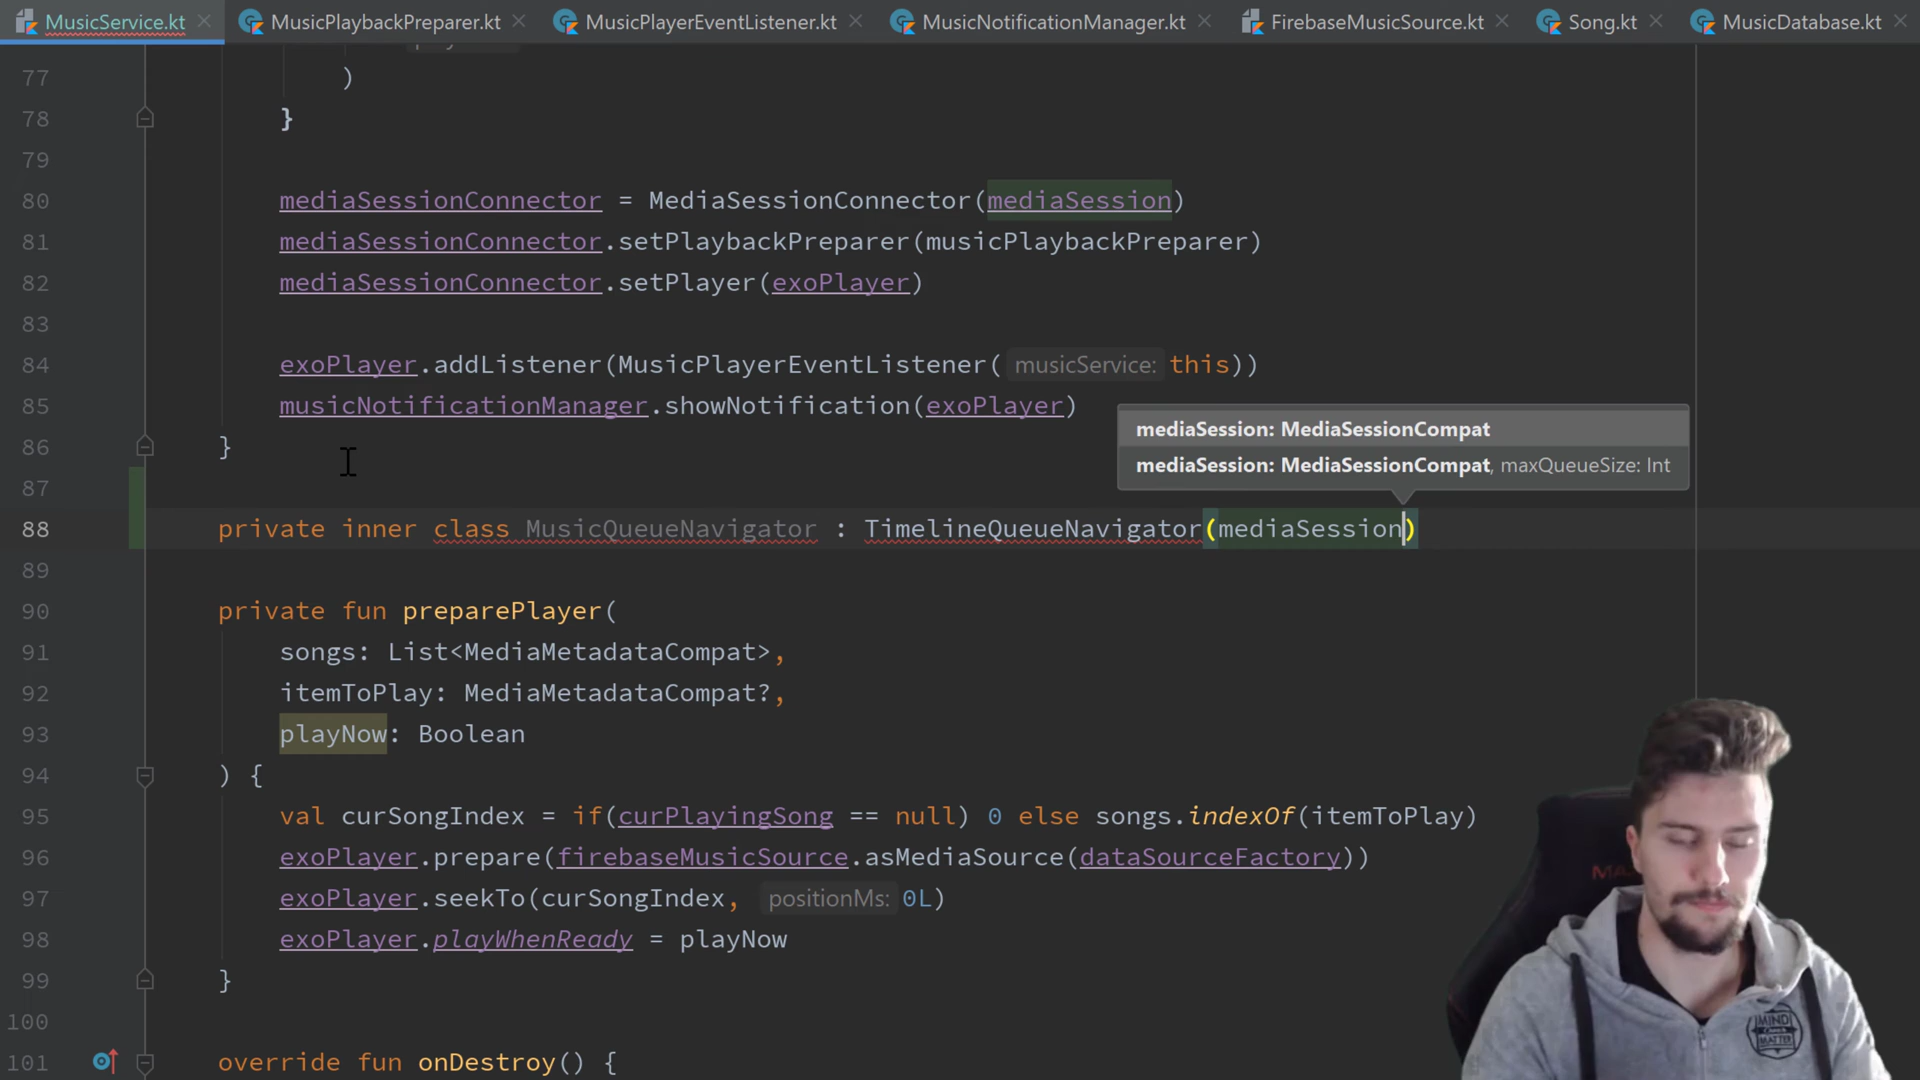 MusicService.kt MusicPlaybackPreparer.kt MusicPlayerEventListener.kt MusicNotificationManager.kt FirebaseMusicSource.kt Song.kt MusicDatabase.kt
77 )
78 }
79
80 mediaSessionConnector = MediaSessionConnector(mediaSession)
81 mediaSessionConnector.setPlaybackPreparer(musicPlaybackPreparer)
82 mediaSessionConnector.setPlayer(exoPlayer)
83
84 exoPlayer.addListener(MusicPlayerEventListener( musicService: this))
85 musicNotificationManager.showNotification(exoPlayer)
mediaSession: MediaSessionCompat
86 }
mediaSession: MediaSessionCompat, maxQueueSize: Int
87
88 private inner class MusicQueueNavigator : TimelineQueueNavigator(mediaSession)
89
90 private fun preparePlayer(
91 songs: List<MediaMetadataCompat>,
92 itemToPlay: MediaMetadataCompat?,
93 playNow: Boolean
94 ) {
95 val curSongIndex = if(curPlayingSong == null) 0 else songs.indexOf(itemToPlay)
96 exoPlayer.prepare(firebaseMusicSource.asMediaSource(dataSourceFactory))
97 exoPlayer.seekTo(curSongIndex, positionMs: 0L)
98 exoPlayer.playWhenReady = playNow
99 }
100
101 override fun onDestroy() {
MIND
MATTER